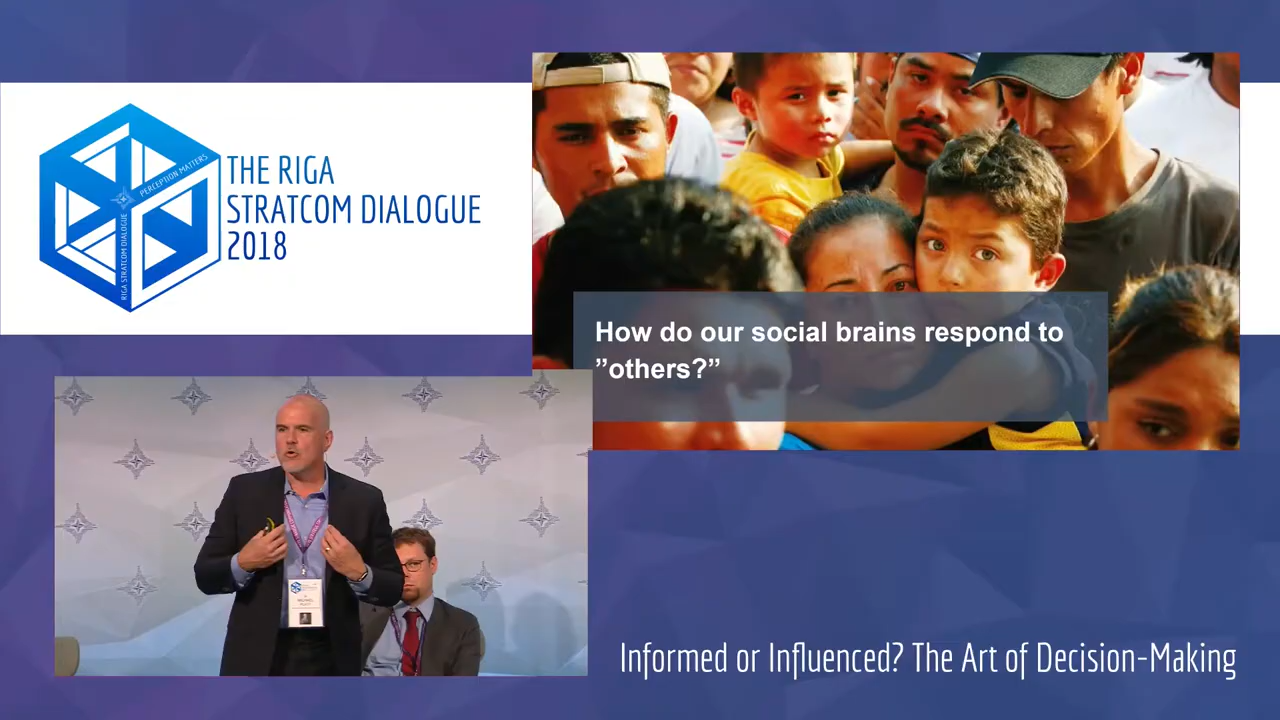 THE RIGA
STRATCOM DIALOGUE
2018
PERCEPTION MATTERS
RIGA STRATCOM DIALOGUE
How do our social brains respond to
”others?”
Informed or Influenced? The Art of Decision-Making